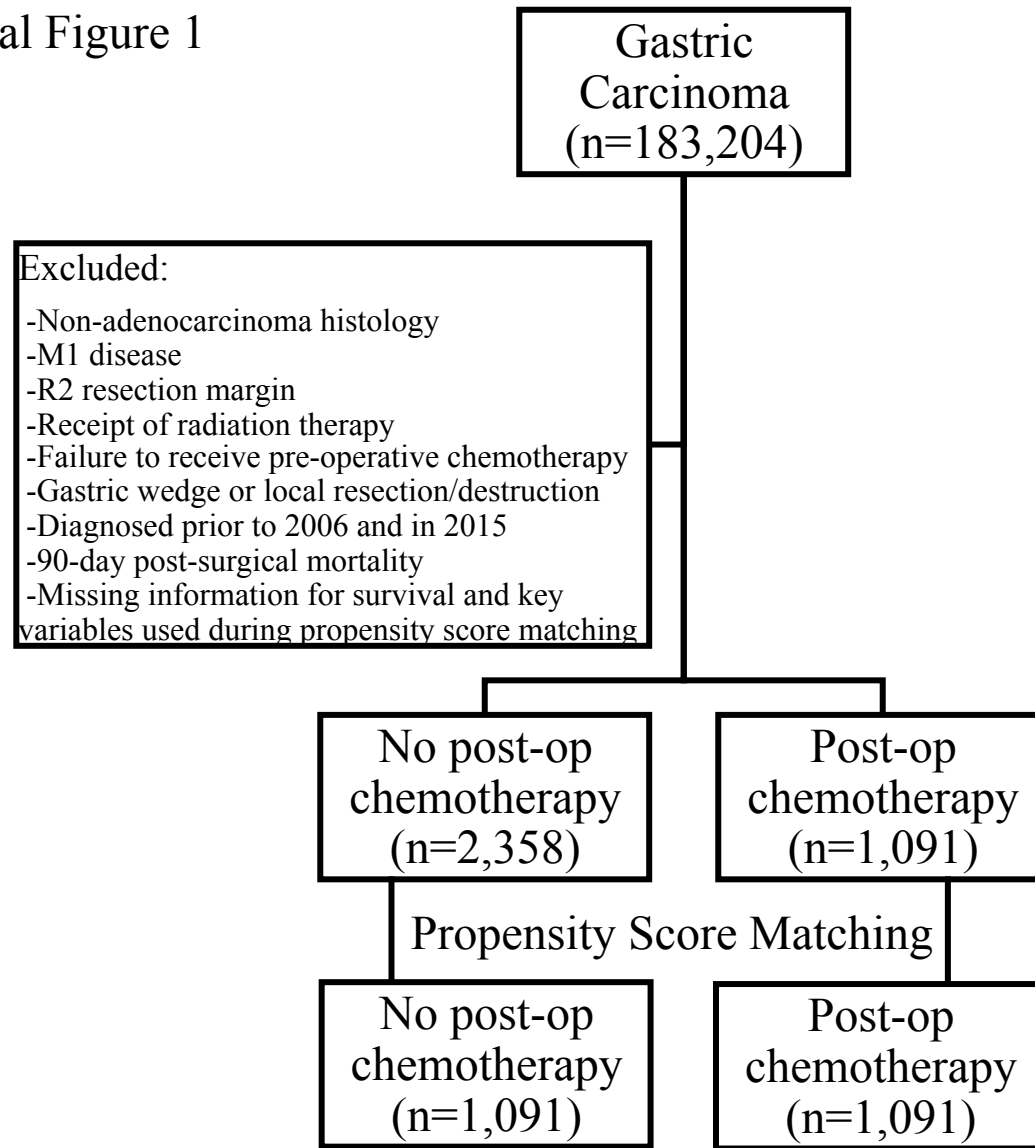 al Figure 1
Gastric
Carcinoma
(n=183,204)
Excluded:
-Non-adenocarcinoma histology
-M1 disease
-R2 resection margin
-Receipt of radiation therapy
-Failure to receive pre-operative chemotherapy
-Gastric wedge or local resection/destruction
-Diagnosed prior to 2006 and in 2015
-90-day post-surgical mortality
-Missing information for survival and key
variables used during propensity score matching
No post-op
chemotherapy
(n=2,358)
Post-op
chemotherapy
(n=1,091)
Propensity Score Matching
No post-op
chemotherapy
(n=1,091)
Post-op
chemotherapy
(n=1,091)